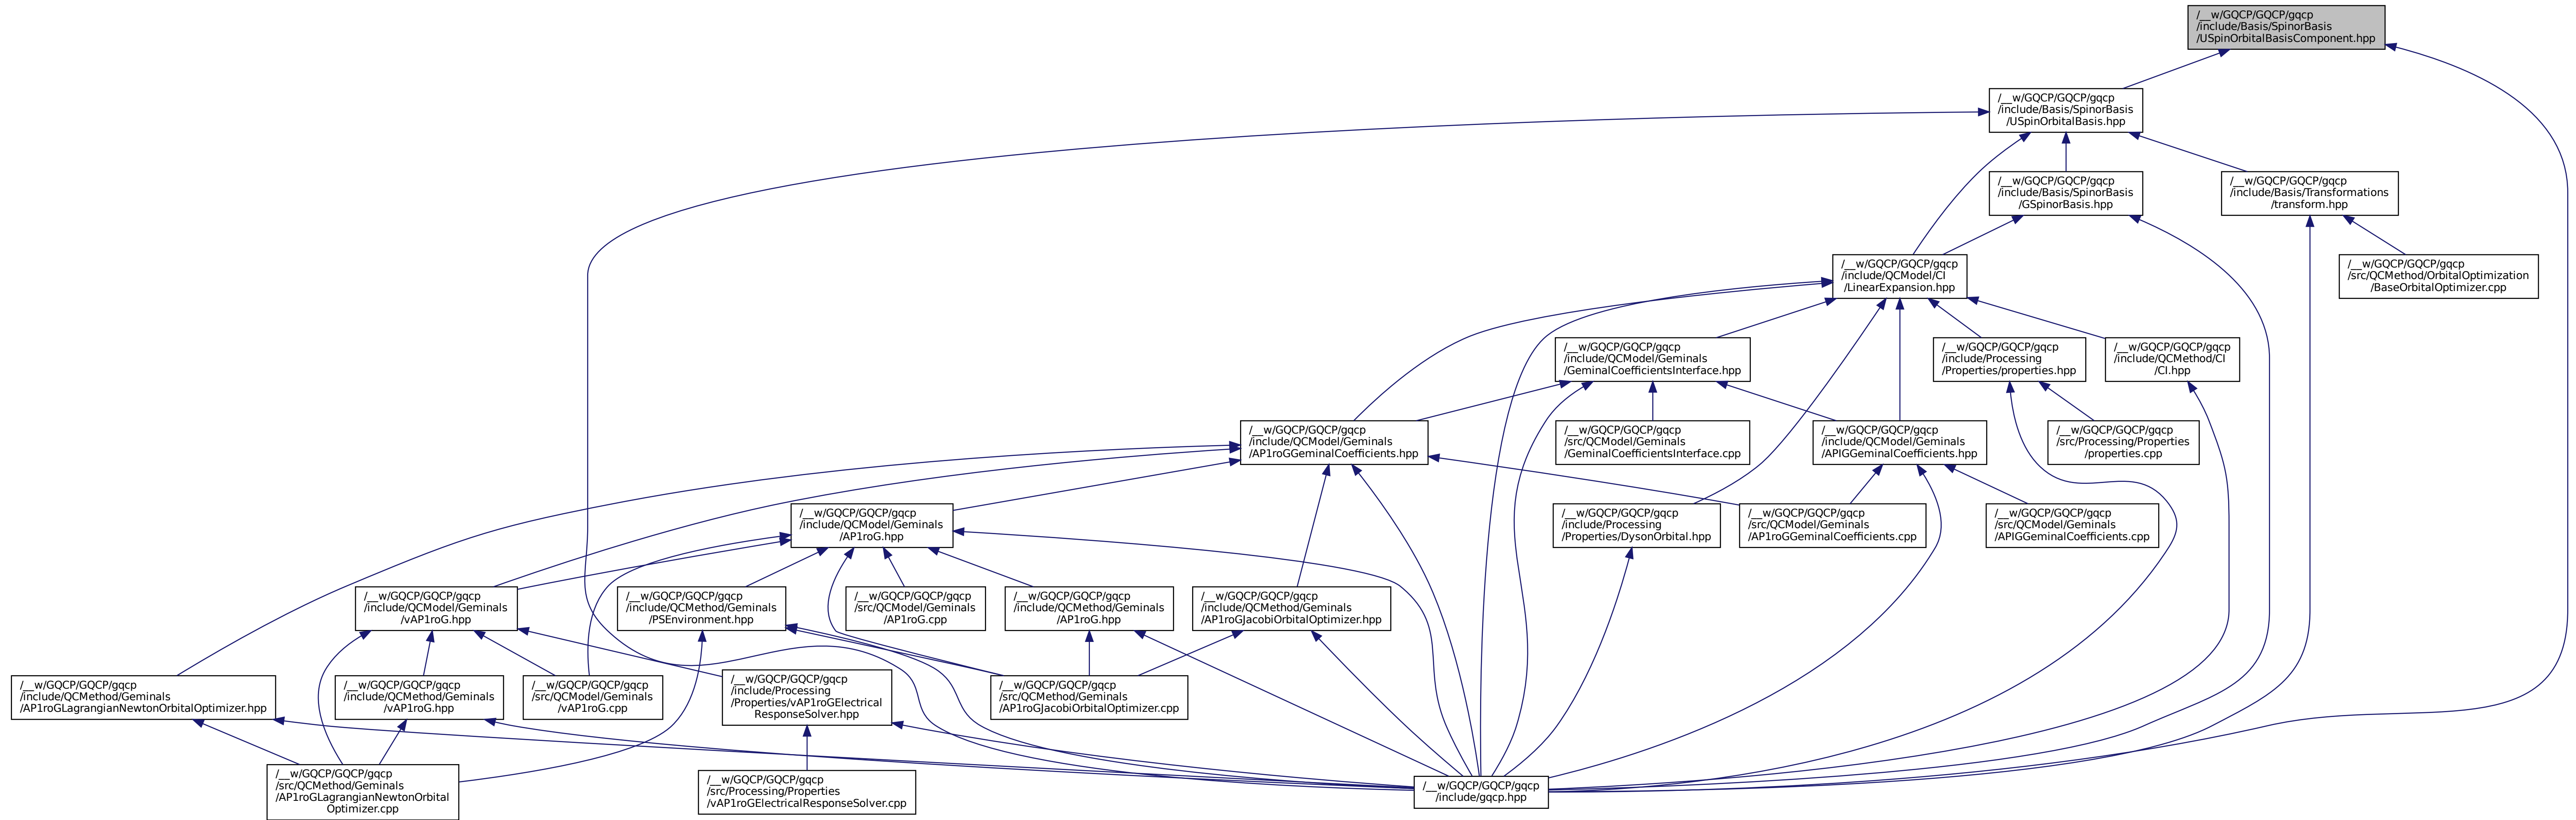 /__w/GQCP/GQCP/gqcp
/include/Basis/SpinorBasis
/USpinOrbitalBasisComponent.hpp
/__w/GQCP/GQCP/gqcp
/include/Basis/SpinorBasis
/USpinOrbitalBasis.hpp
/__w/GQCP/GQCP/gqcp
/include/Basis/SpinorBasis
/GSpinorBasis.hpp
/__w/GQCP/GQCP/gqcp
/include/Basis/Transformations
/transform.hpp
/__w/GQCP/GQCP/gqcp
/include/QCModel/CI
/LinearExpansion.hpp
/__w/GQCP/GQCP/gqcp
/src/QCMethod/OrbitalOptimization
/BaseOrbitalOptimizer.cpp
/__w/GQCP/GQCP/gqcp
/include/QCModel/Geminals
/GeminalCoefficientsInterface.hpp
/__w/GQCP/GQCP/gqcp
/include/Processing
/Properties/properties.hpp
/__w/GQCP/GQCP/gqcp
/include/QCMethod/CI
/CI.hpp
/__w/GQCP/GQCP/gqcp
/include/QCModel/Geminals
/AP1roGGeminalCoefficients.hpp
/__w/GQCP/GQCP/gqcp
/src/QCModel/Geminals
/GeminalCoefficientsInterface.cpp
/__w/GQCP/GQCP/gqcp
/include/QCModel/Geminals
/APIGGeminalCoefficients.hpp
/__w/GQCP/GQCP/gqcp
/src/Processing/Properties
/properties.cpp
/__w/GQCP/GQCP/gqcp
/include/QCModel/Geminals
/AP1roG.hpp
/__w/GQCP/GQCP/gqcp
/include/Processing
/Properties/DysonOrbital.hpp
/__w/GQCP/GQCP/gqcp
/src/QCModel/Geminals
/AP1roGGeminalCoefficients.cpp
/__w/GQCP/GQCP/gqcp
/src/QCModel/Geminals
/APIGGeminalCoefficients.cpp
/__w/GQCP/GQCP/gqcp
/include/QCModel/Geminals
/vAP1roG.hpp
/__w/GQCP/GQCP/gqcp
/include/QCMethod/Geminals
/PSEnvironment.hpp
/__w/GQCP/GQCP/gqcp
/src/QCModel/Geminals
/AP1roG.cpp
/__w/GQCP/GQCP/gqcp
/include/QCMethod/Geminals
/AP1roG.hpp
/__w/GQCP/GQCP/gqcp
/include/QCMethod/Geminals
/AP1roGJacobiOrbitalOptimizer.hpp
/__w/GQCP/GQCP/gqcp
/include/QCMethod/Geminals
/AP1roGLagrangianNewtonOrbitalOptimizer.hpp
/__w/GQCP/GQCP/gqcp
/include/QCMethod/Geminals
/vAP1roG.hpp
/__w/GQCP/GQCP/gqcp
/src/QCModel/Geminals
/vAP1roG.cpp
/__w/GQCP/GQCP/gqcp
/include/Processing
/Properties/vAP1roGElectrical
ResponseSolver.hpp
/__w/GQCP/GQCP/gqcp
/src/QCMethod/Geminals
/AP1roGJacobiOrbitalOptimizer.cpp
/__w/GQCP/GQCP/gqcp
/src/QCMethod/Geminals
/AP1roGLagrangianNewtonOrbital
Optimizer.cpp
/__w/GQCP/GQCP/gqcp
/src/Processing/Properties
/vAP1roGElectricalResponseSolver.cpp
/__w/GQCP/GQCP/gqcp
/include/gqcp.hpp